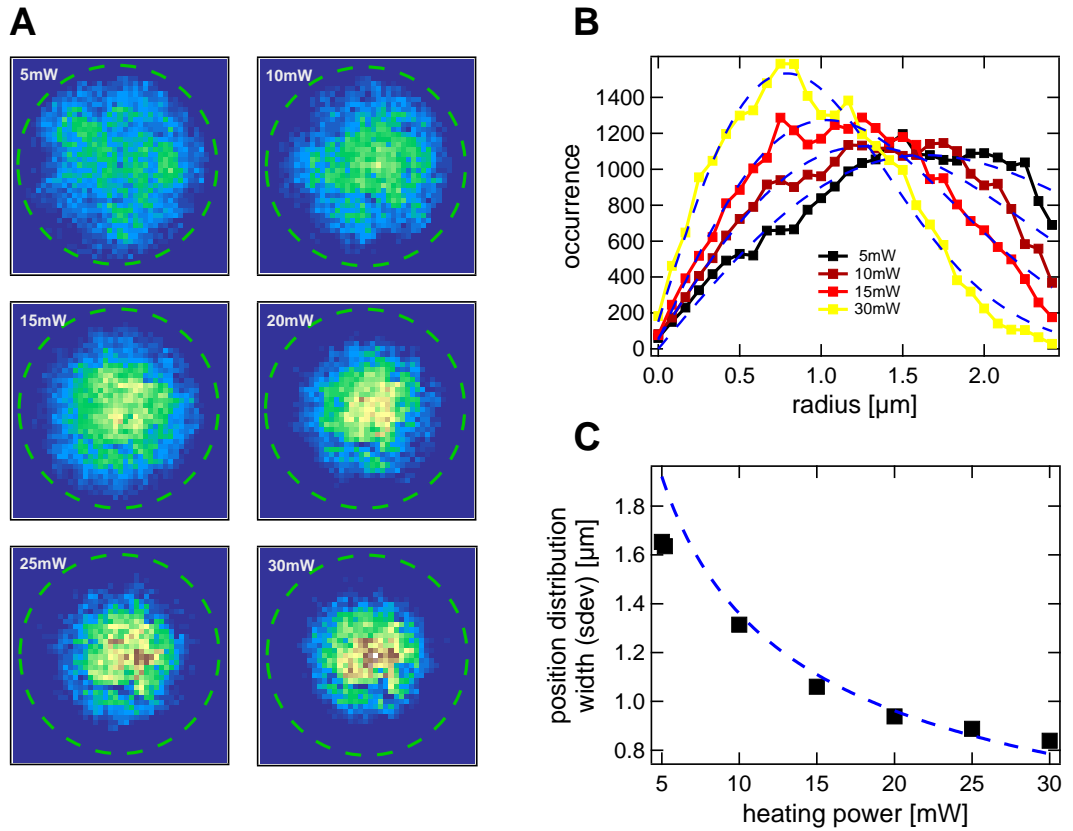 A
5mW
10mW
15mW
20mW
25mW
30mW
B
occurrence
1400
1200
1000
800
600
400
200
0
5mW
10mW
15mW
30mW
0.0
0.5
1.0
1.5
2.0
radius [µm]
C
position distribution
width (sdev) [µm]
1.8
1.6
1.4
1.2
1.0
0.8
5
10
15
20
25
30
heating power [mW]